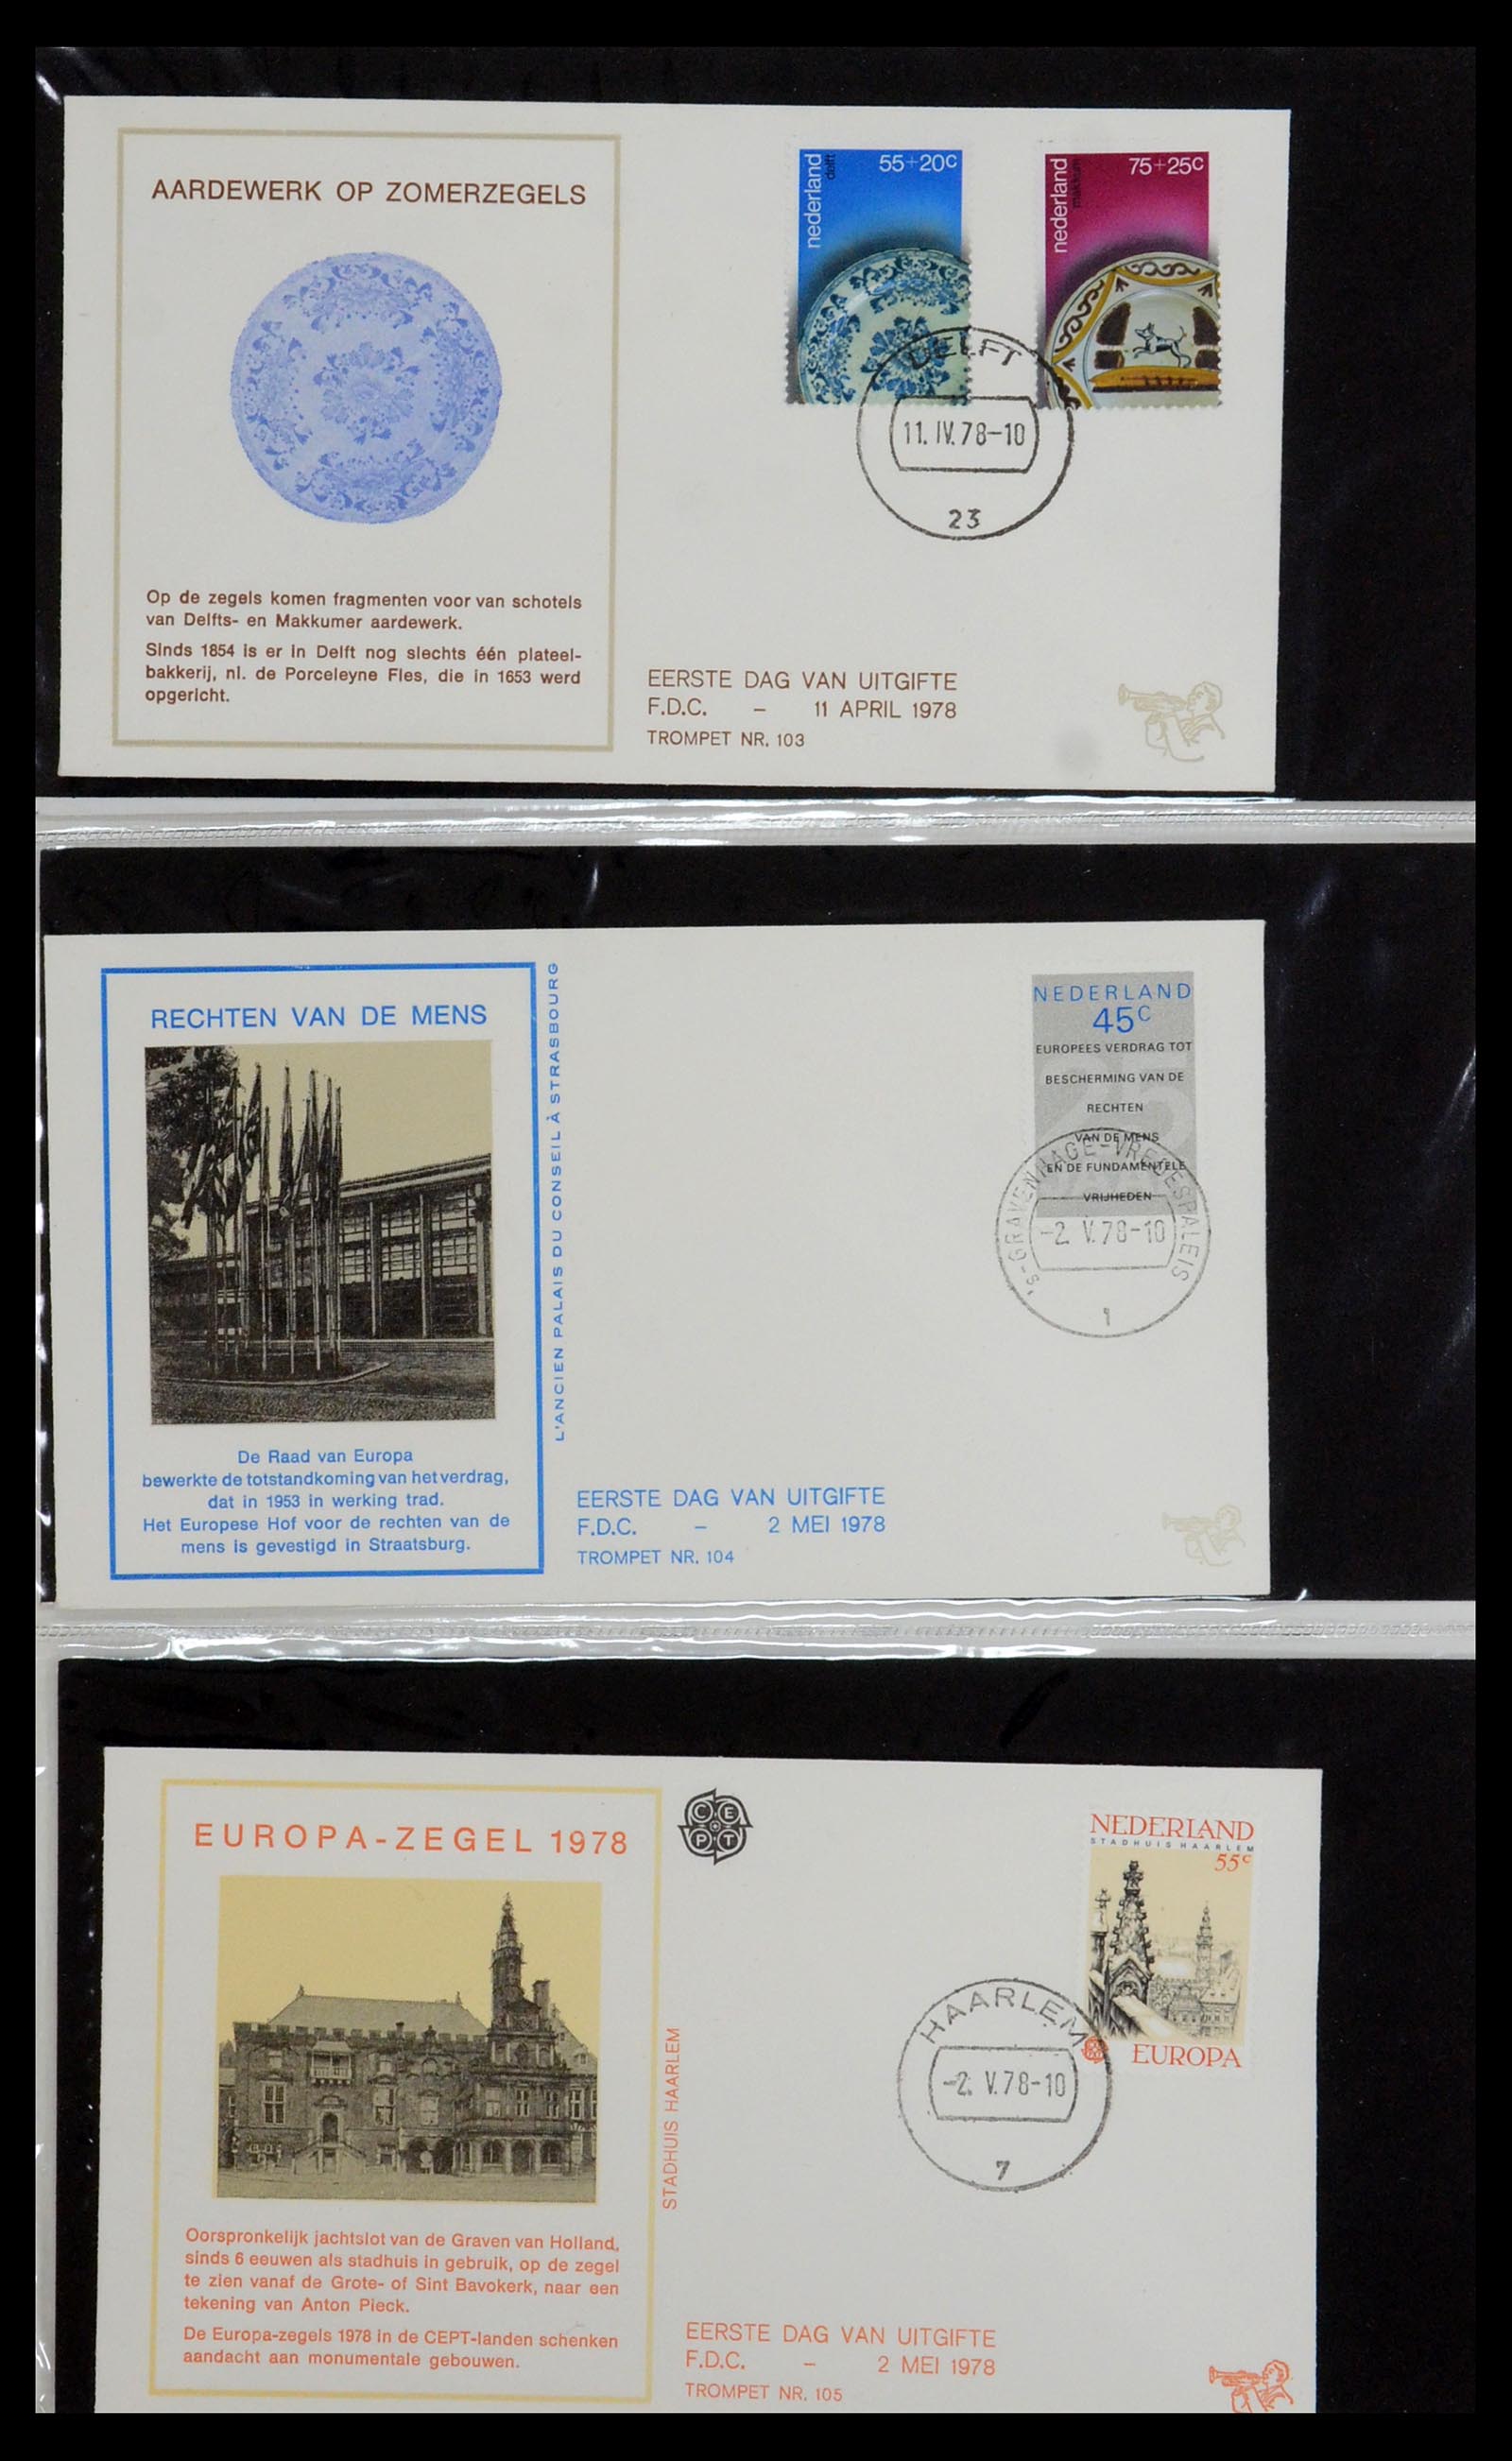 AARDEWERK OP ZOMERZEGELS
Op de zegels komen fragmenten voor van schotels
van Delfts- en Makkumer aardewerk.
Sinds 1854 is er in Delft nog slechts één plateel-
bakkerij, nl. de Porceleyne Fles, die in 1653 werd
opgericht.
nederland
delft
55+20c
nederland
makkum
75+25c
DELFT
11. IV. 78-10
23
EERSTE DAG VAN UITGIFTE
F.D.C. - 11 APRIL 1978
TROMPET NR. 103
RECHTEN VAN DE MENS
L'ANCIEN PALAIS DU CONSEIL À STRASBOURG
De Raad van Europa
bewerkte de totstandkoming van het verdrag,
dat in 1953 in werking trad.
Het Europese Hof voor de rechten van de
mens is gevestigd in Straatsburg.
NEDERLAND
45c
EUROPEES VERDRAG TOT
BESCHERMING VAN DE
RECHTEN
VAN DE MENS
EN DE FUNDAMENTELE
VRIJHEDEN
's-GRAVENHAGE-VREDESPALEIS
-2. V. 78-10
1
EERSTE DAG VAN UITGIFTE
F.D.C. - 2 MEI 1978
TROMPET NR. 104
EUROPA-ZEGEL 1978
CEPT
STADHUIS HAARLEM
Oorspronkelijk jachtslot van de Graven van Holland,
sinds 6 eeuwen als stadhuis in gebruik, op de zegel
te zien vanaf de Grote- of Sint Bavokerk, naar een
tekening van Anton Pieck.
De Europa-zegels 1978 in de CEPT-landen schenken
aandacht aan monumentale gebouwen.
NEDERLAND
STADHUIS HAARLEM
55c
EUROPA
HAARLEM
-2. V. 78-10
7
EERSTE DAG VAN UITGIFTE
F.D.C. - 2 MEI 1978
TROMPET NR. 105